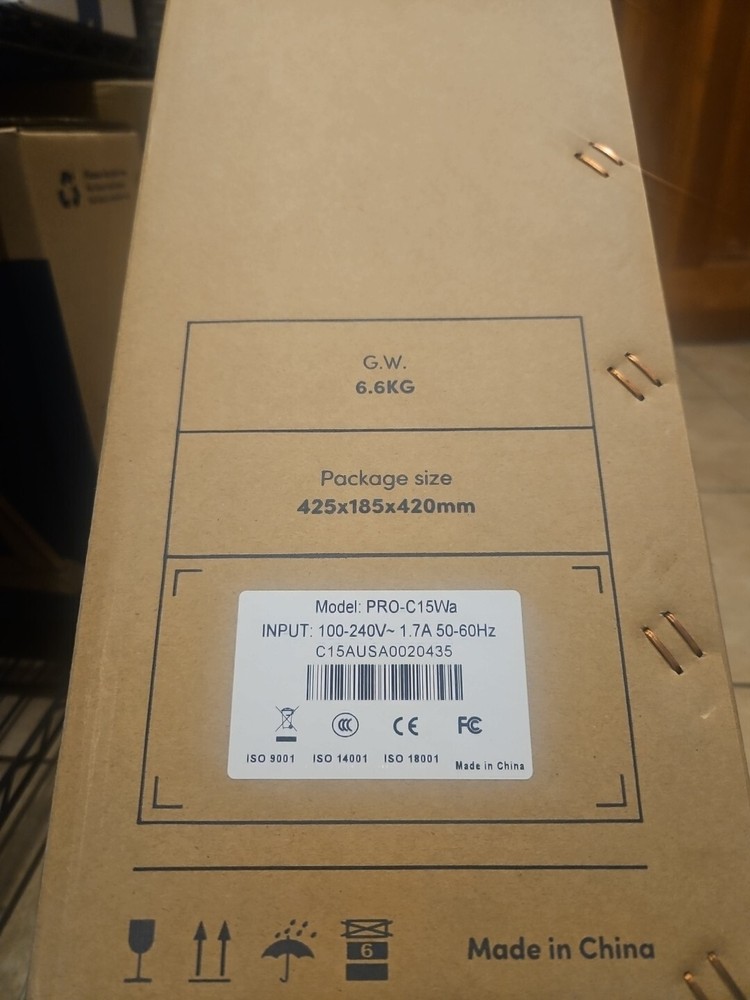 G.W.
6.6KG
Package size
425x185x420mm
Model: PRO-C15Wa
INPUT: 100-240V~ 1.7A 50-60Hz
C15AUSA0020435
CCC CE FC
ISO 9001 ISO 14001 ISO 18001 Made in China
6
Made in China